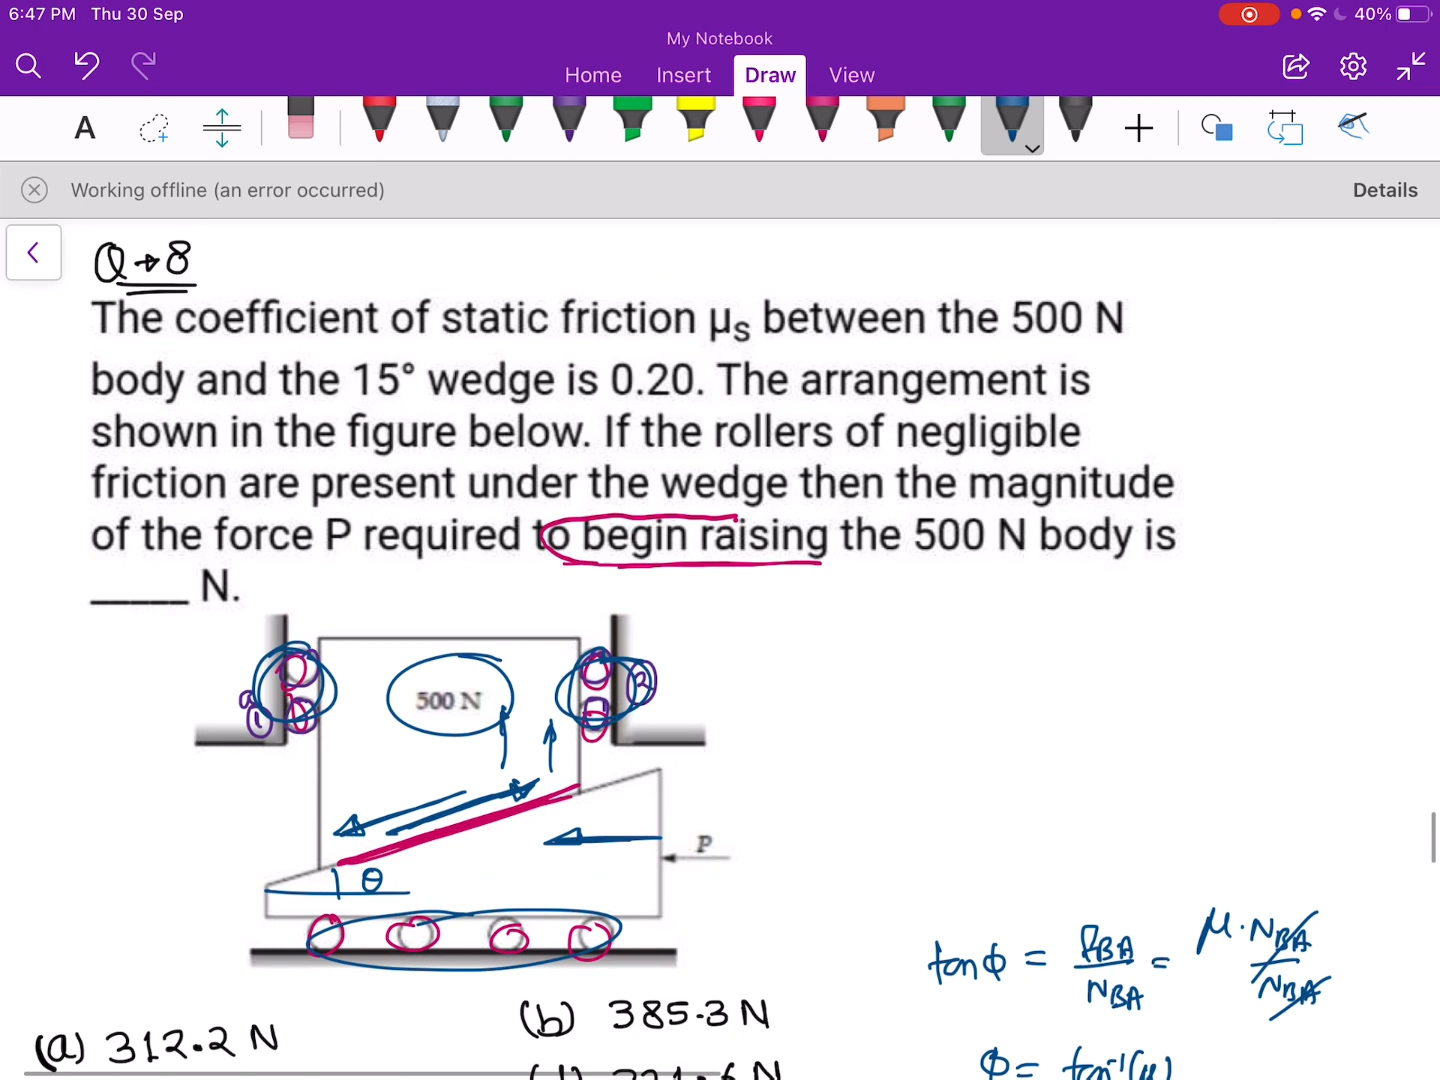 6:47 PM Thu 30 Sep
40%
My Notebook
Home Insert Draw View
A
Working offline (an error occurred)
Details
Q→8
The coefficient of static friction μs between the 500 N
body and the 15° wedge is 0.20. The arrangement is
shown in the figure below. If the rollers of negligible
friction are present under the wedge then the magnitude
of the force P required to begin raising the 500 N body is
_____ N.
500 N
1
2
P
θ
tanφ = fBA/NBA = μ·NBA/NBA
φ = tan⁻¹(μ)
(a) 312.2 N
(b) 385.3 N